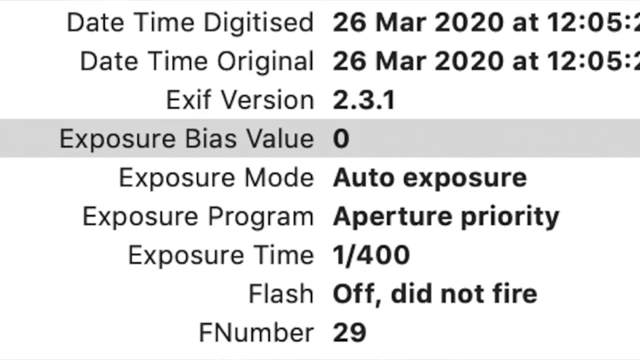 Date Time Digitised 26 Mar 2020 at 12:05:
Date Time Original 26 Mar 2020 at 12:05:
Exif Version 2.3.1
Exposure Bias Value 0
Exposure Mode Auto exposure
Exposure Program Aperture priority
Exposure Time 1/400
Flash Off, did not fire
FNumber 29